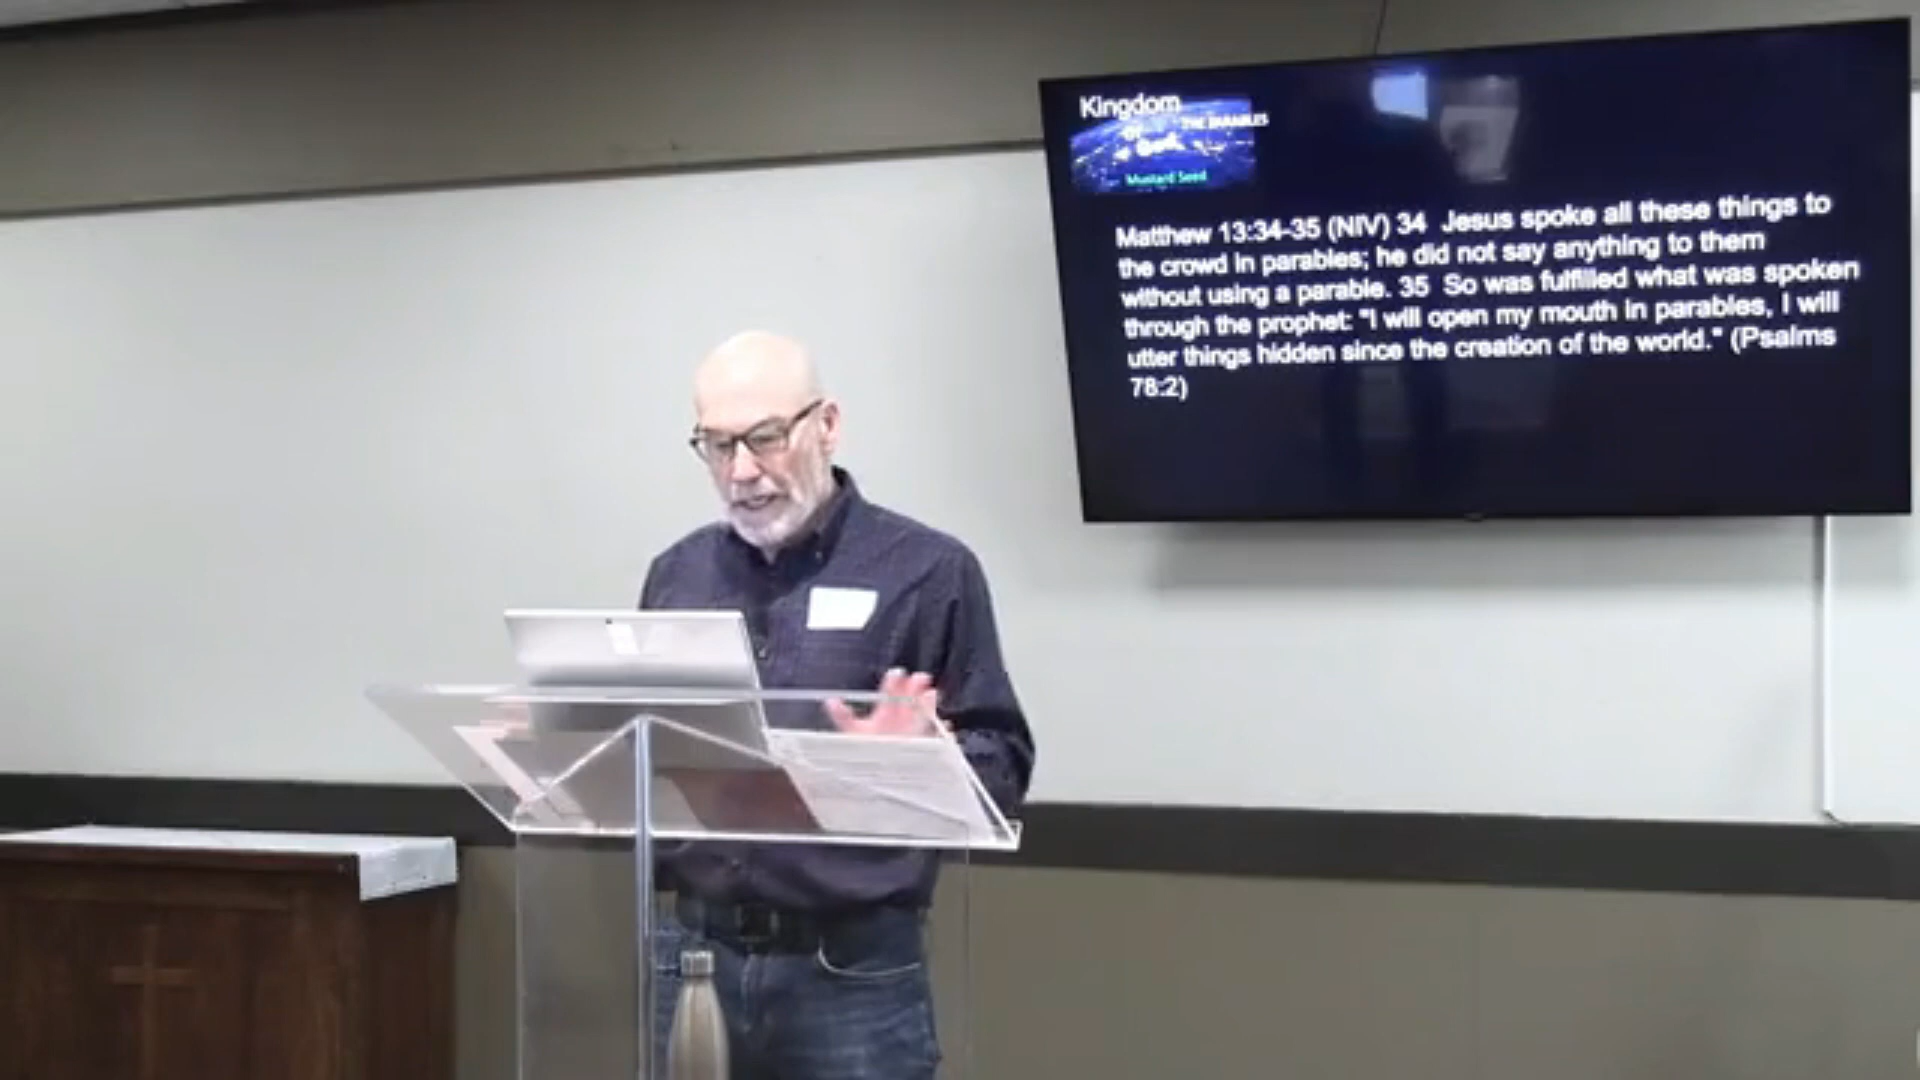 Kingdom
of THE PARABLES
God
Mustard Seed
Matthew 13:34-35 (NIV) 34 Jesus spoke all these things to
the crowd in parables; he did not say anything to them
without using a parable. 35 So was fulfilled what was spoken
through the prophet: "I will open my mouth in parables, I will
utter things hidden since the creation of the world." (Psalms
78:2)